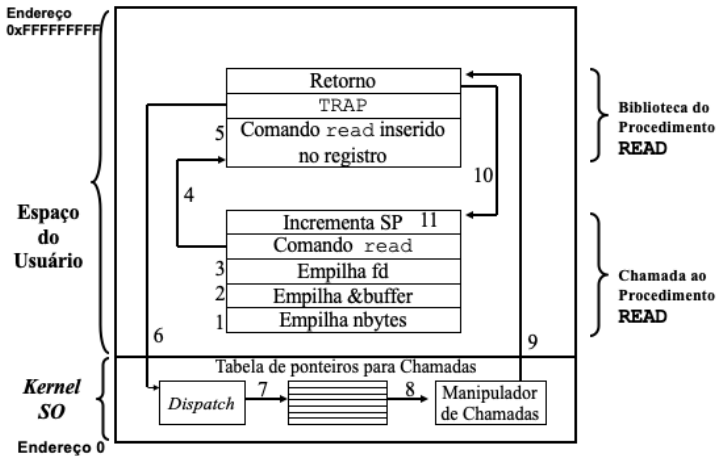 Endereço
0xFFFFFFFFF
Retorno
TRAP
5
Comando read inserido
no registro
Biblioteca do
Procedimento
READ
4
10
Espaço
do
Usuário
Incrementa SP 11
Comando read
3 Empilha fd
2 Empilha &buffer
1 Empilha nbytes
Chamada ao
Procedimento
READ
6
9
Tabela de ponteiros para Chamadas
Kernel
SO
Dispatch
7
8
Manipulador
de Chamadas
Endereço 0